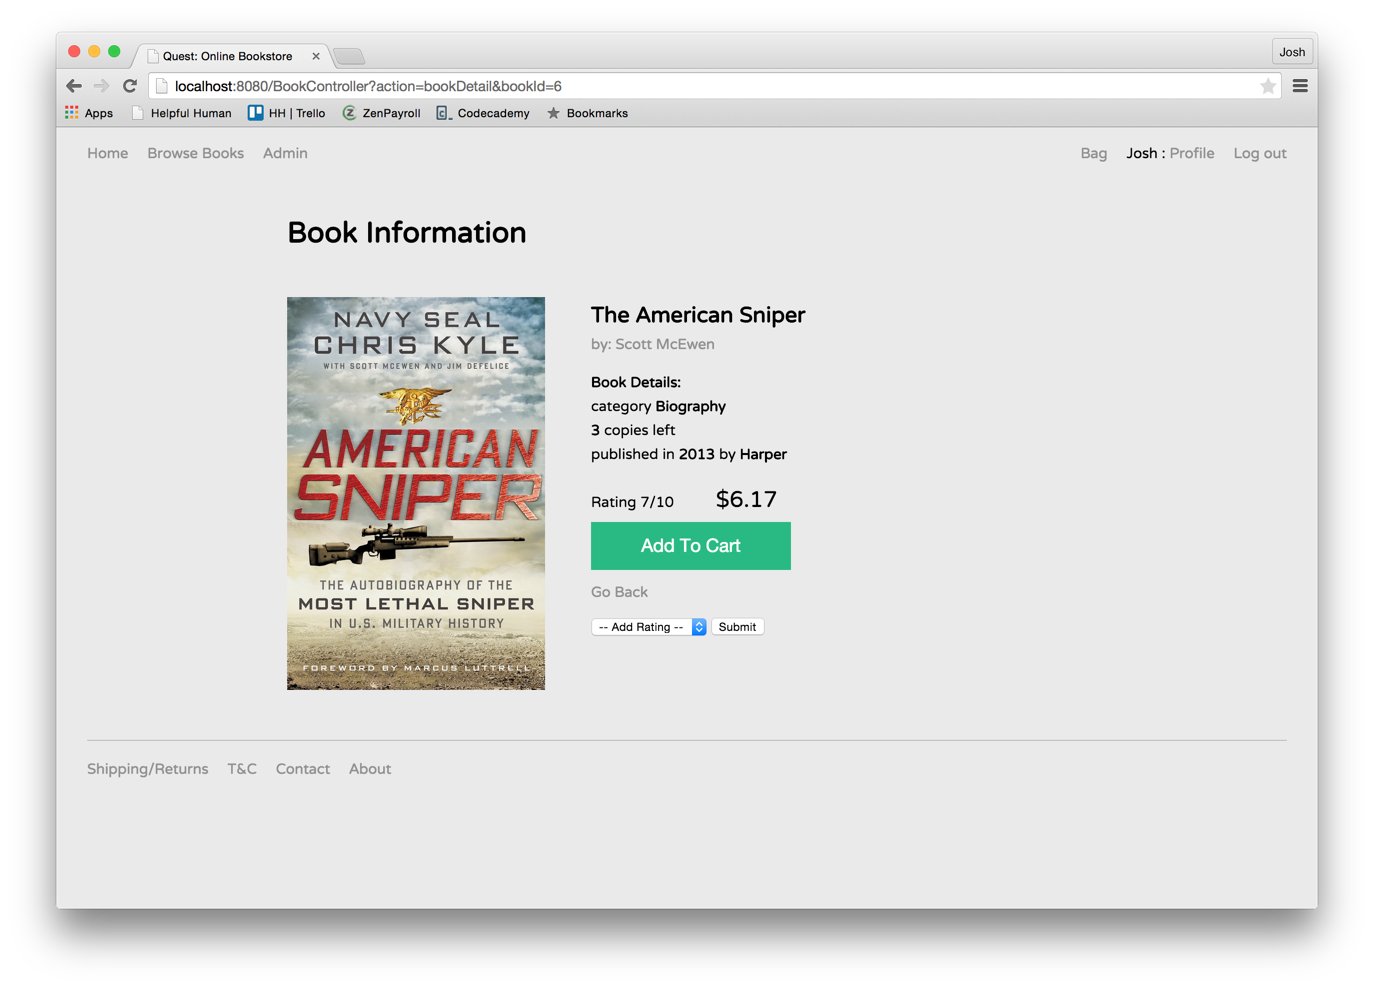 Quest: Online Bookstore
Josh
localhost:8080/BookController?action=bookDetail&bookId=6
Apps Helpful Human HH | Trello ZenPayroll Codecademy Bookmarks
Home Browse Books Admin Bag Josh : Profile Log out
Book Information
NAVY SEAL
CHRIS KYLE
WITH SCOTT MCEWEN AND JIM DEFELICE
AMERICAN
SNIPER
THE AUTOBIOGRAPHY OF THE
MOST LETHAL SNIPER
IN U.S. MILITARY HISTORY
FOREWORD BY MARCUS LUTTRELL
The American Sniper
by: Scott McEwen
Book Details:
category Biography
3 copies left
published in 2013 by Harper
Rating 7/10 $6.17
Add To Cart
Go Back
-- Add Rating -- Submit
Shipping/Returns T&C Contact About